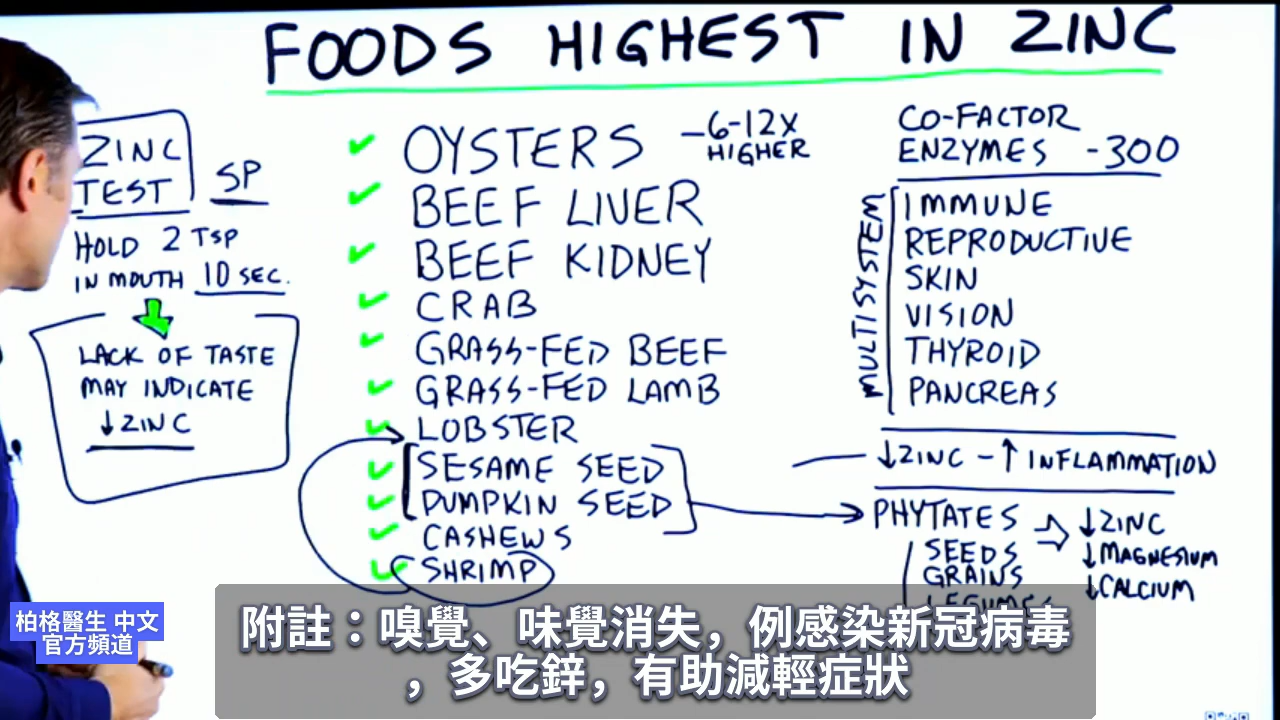 FOODS HIGHEST IN ZINC
ZINC
TEST
SP
HOLD 2 TSP
IN MOUTH 10 SEC.
LACK OF TASTE
MAY INDICATE
↓ZINC
OYSTERS
–6-12X
HIGHER
BEEF LIVER
BEEF KIDNEY
CRAB
GRASS-FED BEEF
GRASS-FED LAMB
LOBSTER
SESAME SEED
PUMPKIN SEED
CASHEWS
SHRIMP
CO-FACTOR
ENZYMES -300
MULTISYSTEM
IMMUNE
REPRODUCTIVE
SKIN
VISION
THYROID
PANCREAS
↓ZINC – ↑ INFLAMMATION
PHYTATES
SEEDS
GRAINS
LEGUMES
↓ZINC
↓MAGNESIUM
↓CALCIUM
柏格醫生 中文
官方頻道
附註：嗅覺、味覺消失，例感染新冠病毒
，多吃鋅，有助減輕症狀